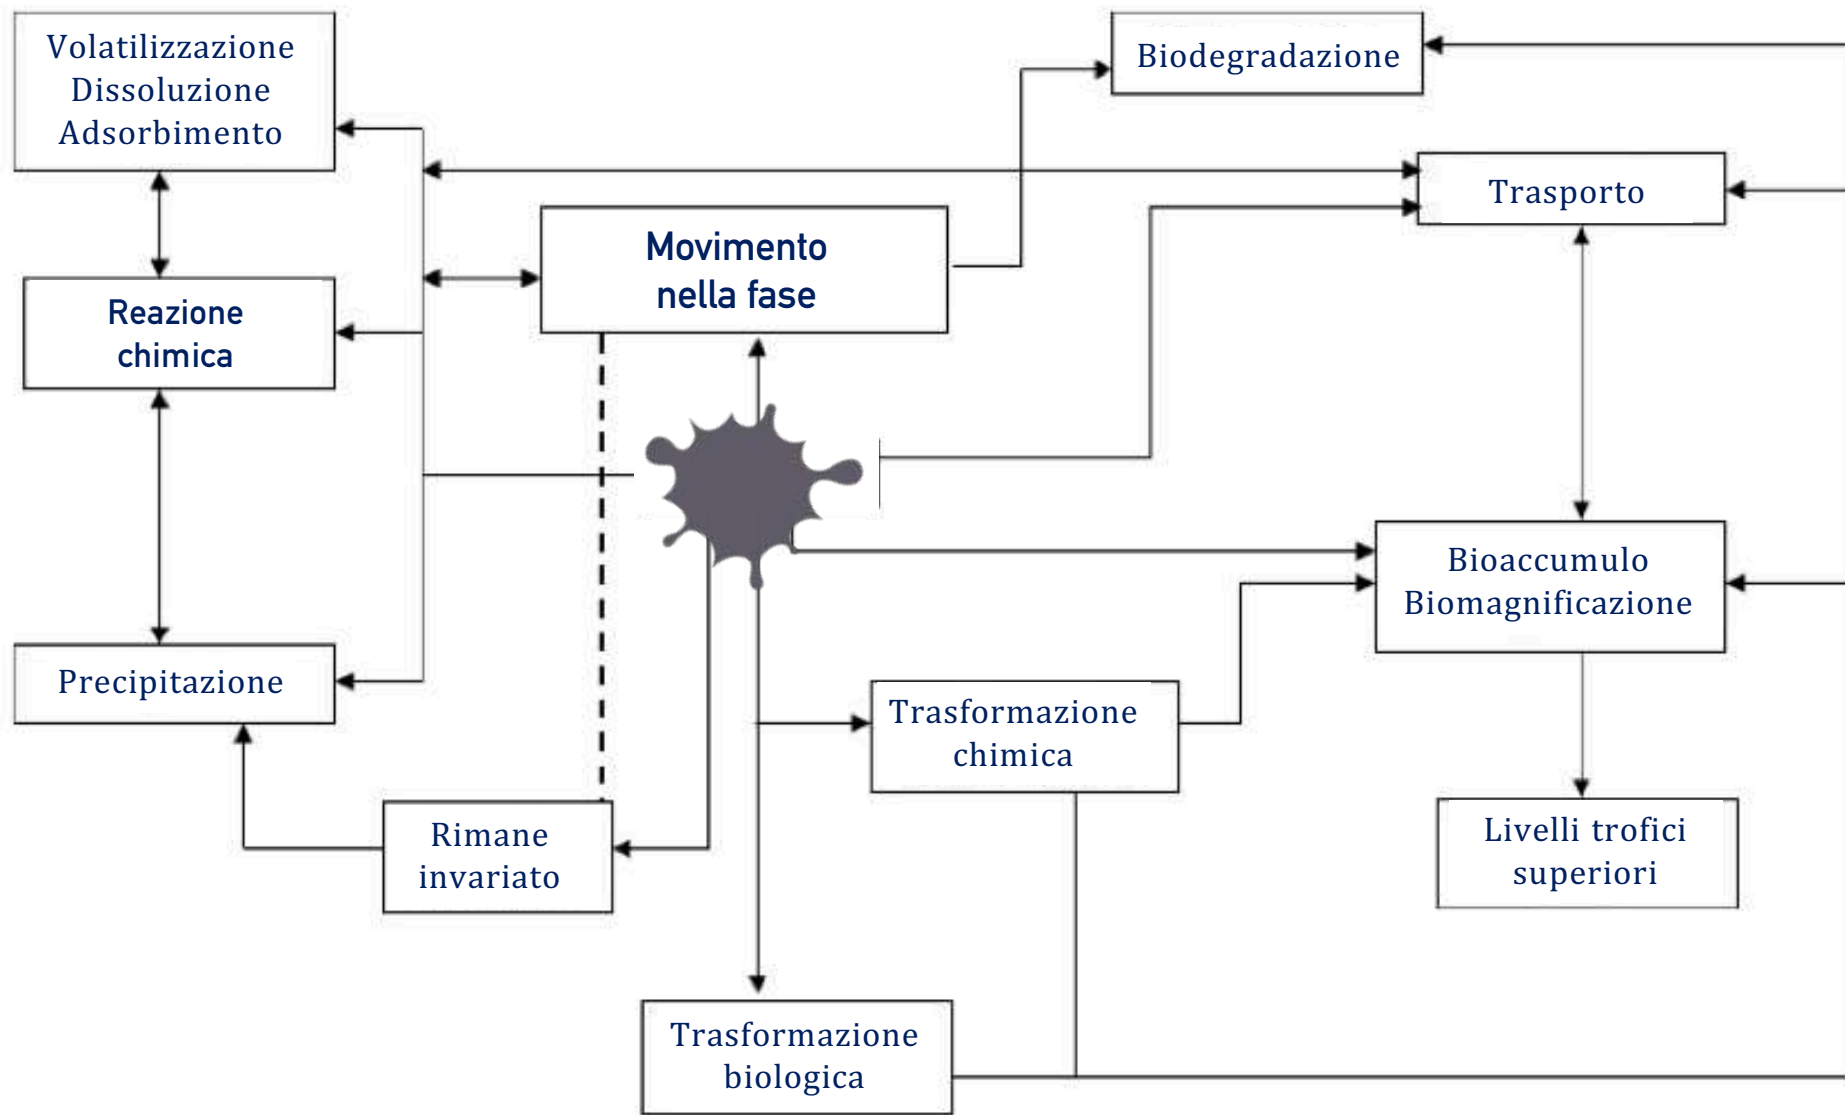 Volatilizzazione
Dissoluzione
Adsorbimento
Biodegradazione
Trasporto
Movimento
nella fase
Reazione
chimica
Bioaccumulo
Biomagnificazione
Precipitazione
Trasformazione
chimica
Rimane
invariato
Livelli trofici
superiori
Trasformazione
biologica